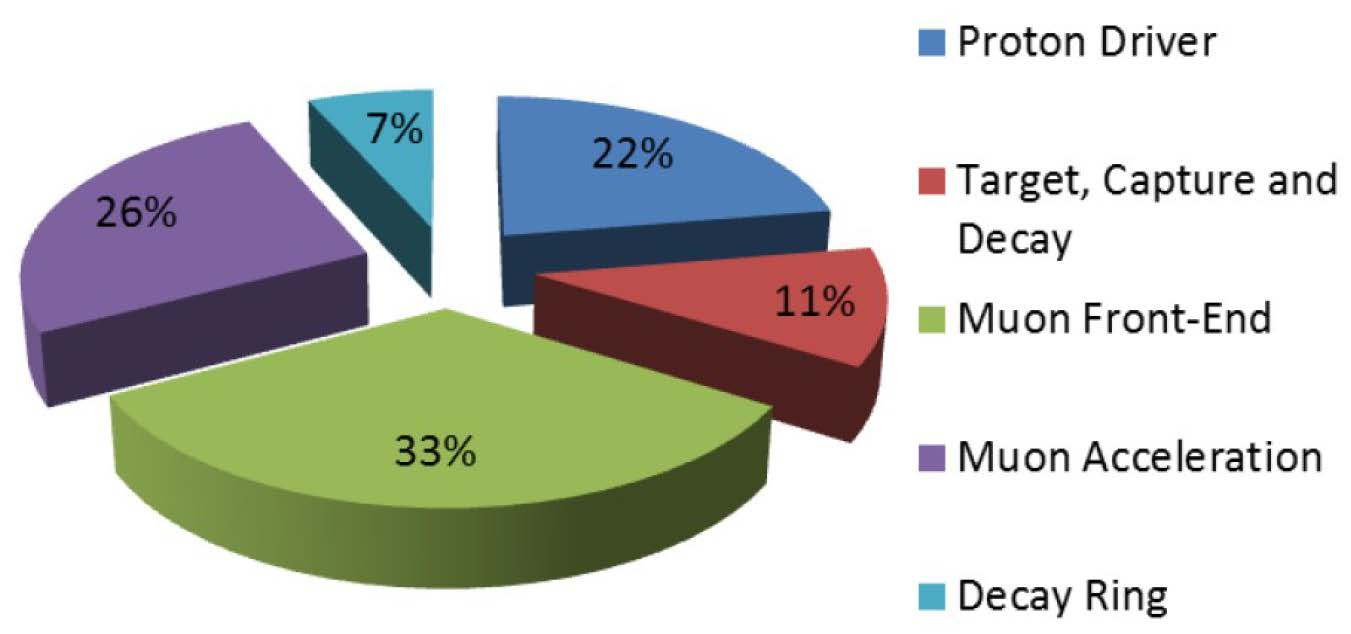 7%
22%
26%
11%
33%
Proton Driver
Target, Capture and
Decay
Muon Front-End
Muon Acceleration
Decay Ring